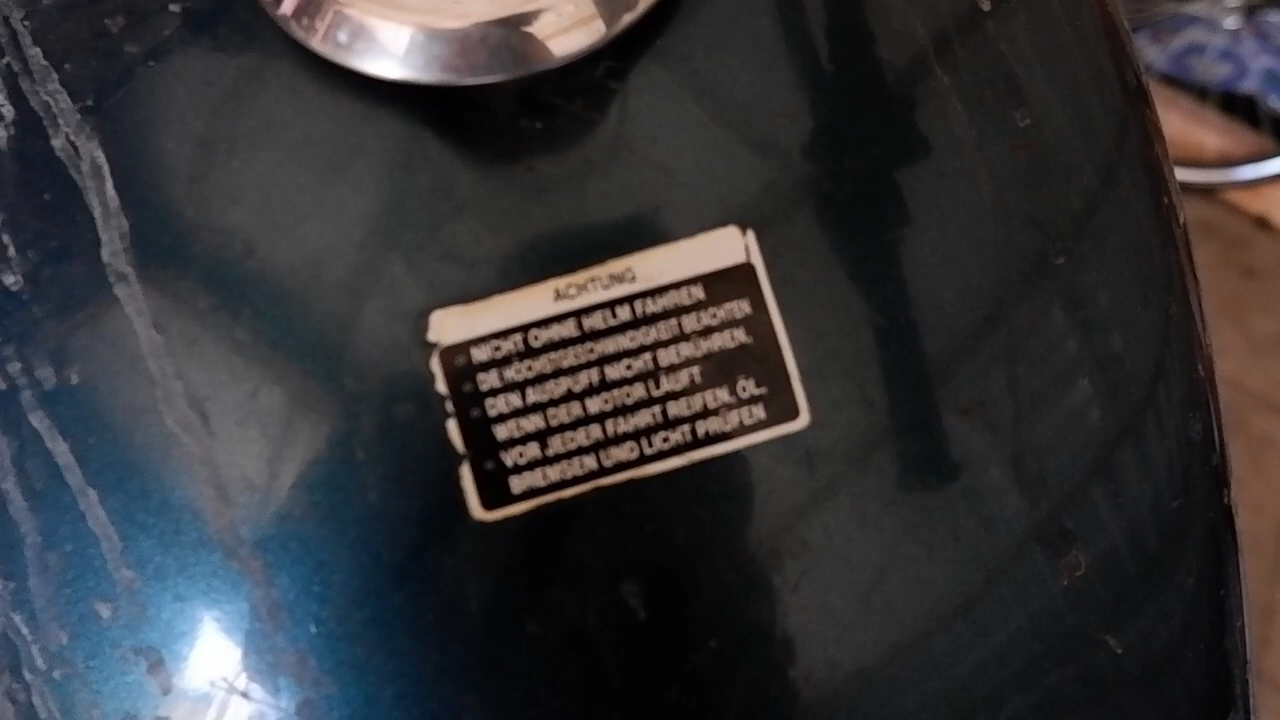 ACHTUNG
NICHT OHNE HELM FAHREN
DE HÖCHSTGESCHWINDIGKEIT BEACHTEN
DEN AUSPUFF NICHT BERÜHREN,
WENN DER MOTOR LÄUFT
VOR JEDER FAHRT REIFEN, ÖL,
BREMSEN UND LICHT PRÜFEN